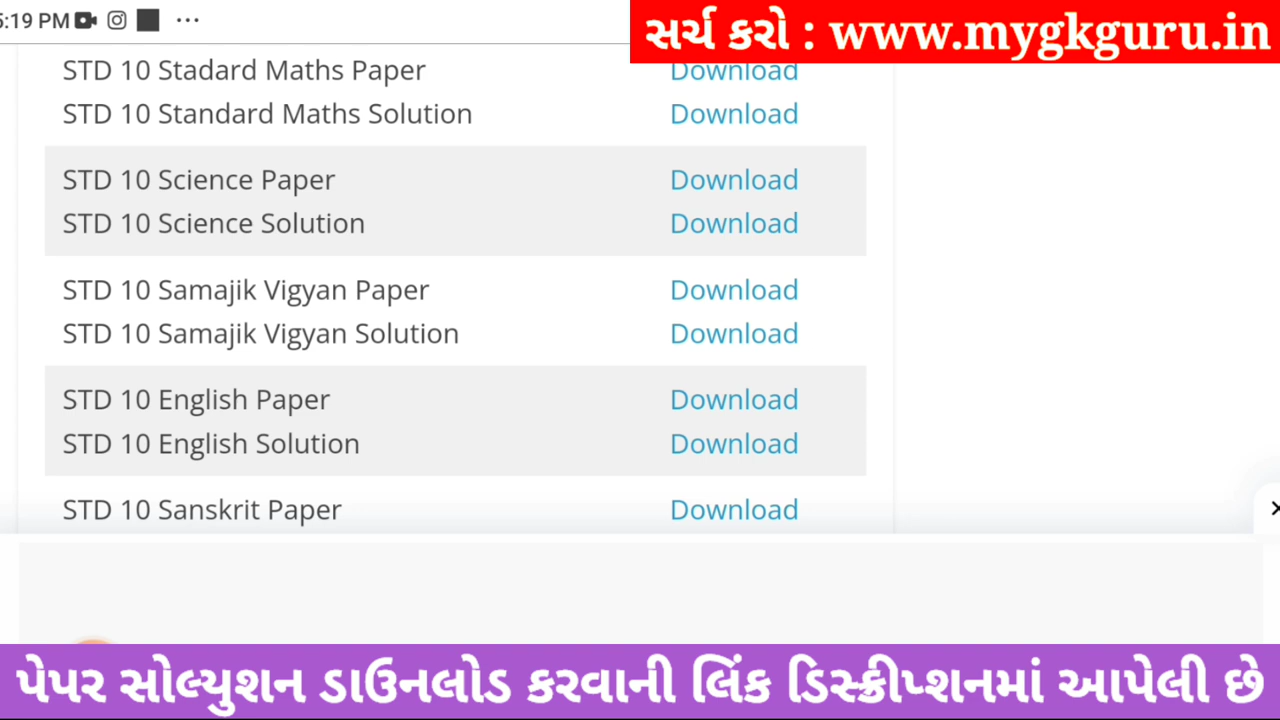 5:19 PM
સર્ચ કરો : www.mygkguru.in
STD 10 Stadard Maths Paper Download
STD 10 Standard Maths Solution Download
STD 10 Science Paper Download
STD 10 Science Solution Download
STD 10 Samajik Vigyan Paper Download
STD 10 Samajik Vigyan Solution Download
STD 10 English Paper Download
STD 10 English Solution Download
STD 10 Sanskrit Paper Download
પેપર સોલ્યુશન ડાઉનલોડ કરવાની લિંક ડિસ્ક્રીપ્શનમાં આપેલી છે